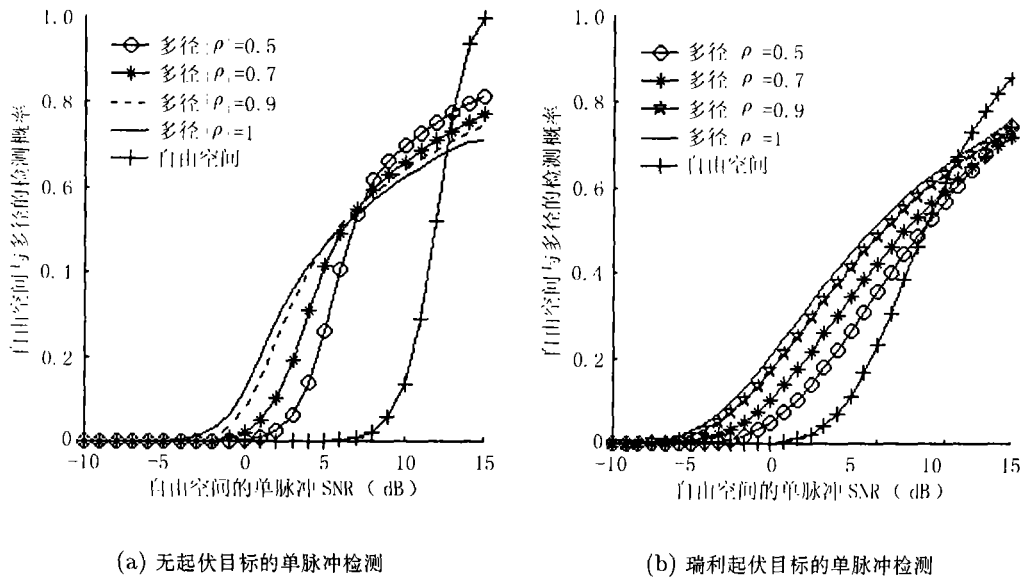 1.0
0.8
0.6
0.1
0.2
0
-10
-5
0
5
10
15
自由空间与多径的检测概率
多径 ρ =0.5
多径 ρ =0.7
多径 ρ =0.9
多径 ρ =1
自由空间
自由空间的单脉冲 SNR ( dB)
(a) 无起伏目标的单脉冲检测
1.0
0.8
0.6
0.4
0.2
0
-10
-5
0
5
10
15
自由空间与多径的检测概率
多径 ρ =0.5
多径 ρ =0.7
多径 ρ =0.9
多径 ρ =1
自由空间
自由空间的单脉冲 SNR ( dB)
(b) 瑞利起伏目标的单脉冲检测